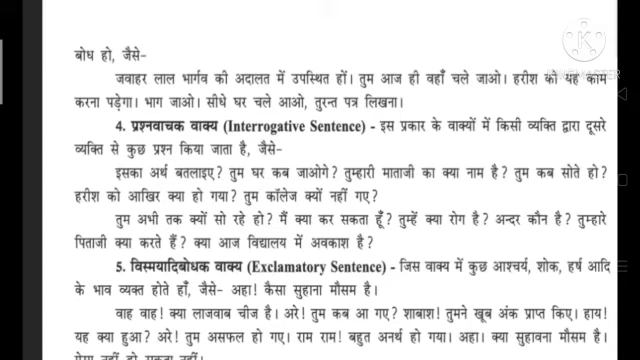 बोध हो, जैसे–
जवाहर लाल भार्गव की अदालत में उपस्थित हों। तुम आज ही वहाँ चले जाओ। हरीश को यह काम
करना पड़ेगा। भाग जाओ। सीधे घर चले आओ, तुरन्त पत्र लिखना।
4. प्रश्नवाचक वाक्य (Interrogative Sentence) - इस प्रकार के वाक्यों में किसी व्यक्ति द्वारा दूसरे
व्यक्ति से कुछ प्रश्न किया जाता है, जैसे–
इसका अर्थ बतलाइए? तुम घर कब जाओगे? तुम्हारी माताजी का क्या नाम है? तुम कब सोते हो?
हरीश को आखिर क्या हो गया? तुम कॉलेज क्यों नहीं गए?
तुम अभी तक क्यों सो रहे हो? मैं क्या कर सकता हूँ? तुम्हें क्या रोग है? अन्दर कौन है? तुम्हारे
पिताजी क्या करते हैं? क्या आज विद्यालय में अवकाश है?
5. विस्मयादिबोधक वाक्य (Exclamatory Sentence) - जिस वाक्य में कुछ आश्चर्य, शोक, हर्ष आदि
के भाव व्यक्त होते हाँ, जैसे- अहा! कैसा सुहाना मौसम है।
वाह वाह! क्या लाजवाब चीज है। अरे! तुम कब आ गए? शाबाश! तुमने खूब अंक प्राप्त किए। हाय!
यह क्या हुआ? अरे! तुम असफल हो गए। राम राम! बहुत अनर्थ हो गया। अहा। क्या सुहावना मौसम है।
ऐसा नहीं हो सकता नहीं।